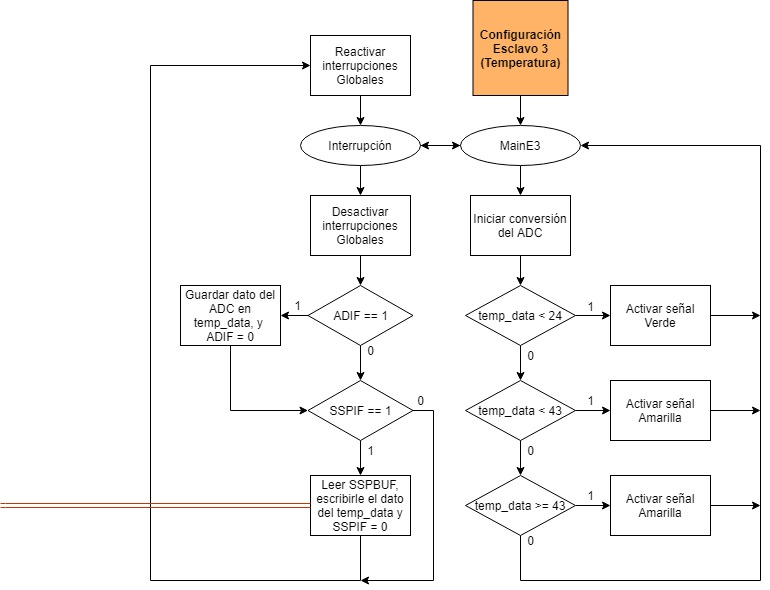 Configuración
Esclavo 3
(Temperatura)
Reactivar
interrupciones
Globales
Interrupción
MainE3
Desactivar
interrupciones
Globales
Iniciar conversión
del ADC
Guardar dato del
ADC en
temp_data, y
ADIF = 0
1
ADIF == 1
0
temp_data < 24
1
0
Activar señal
Verde
SSPIF == 1
0
1
temp_data < 43
1
0
Activar señal
Amarilla
Leer SSPBUF,
escribirle el dato
del temp_data y
SSPIF = 0
temp_data >= 43
1
0
Activar señal
Amarilla